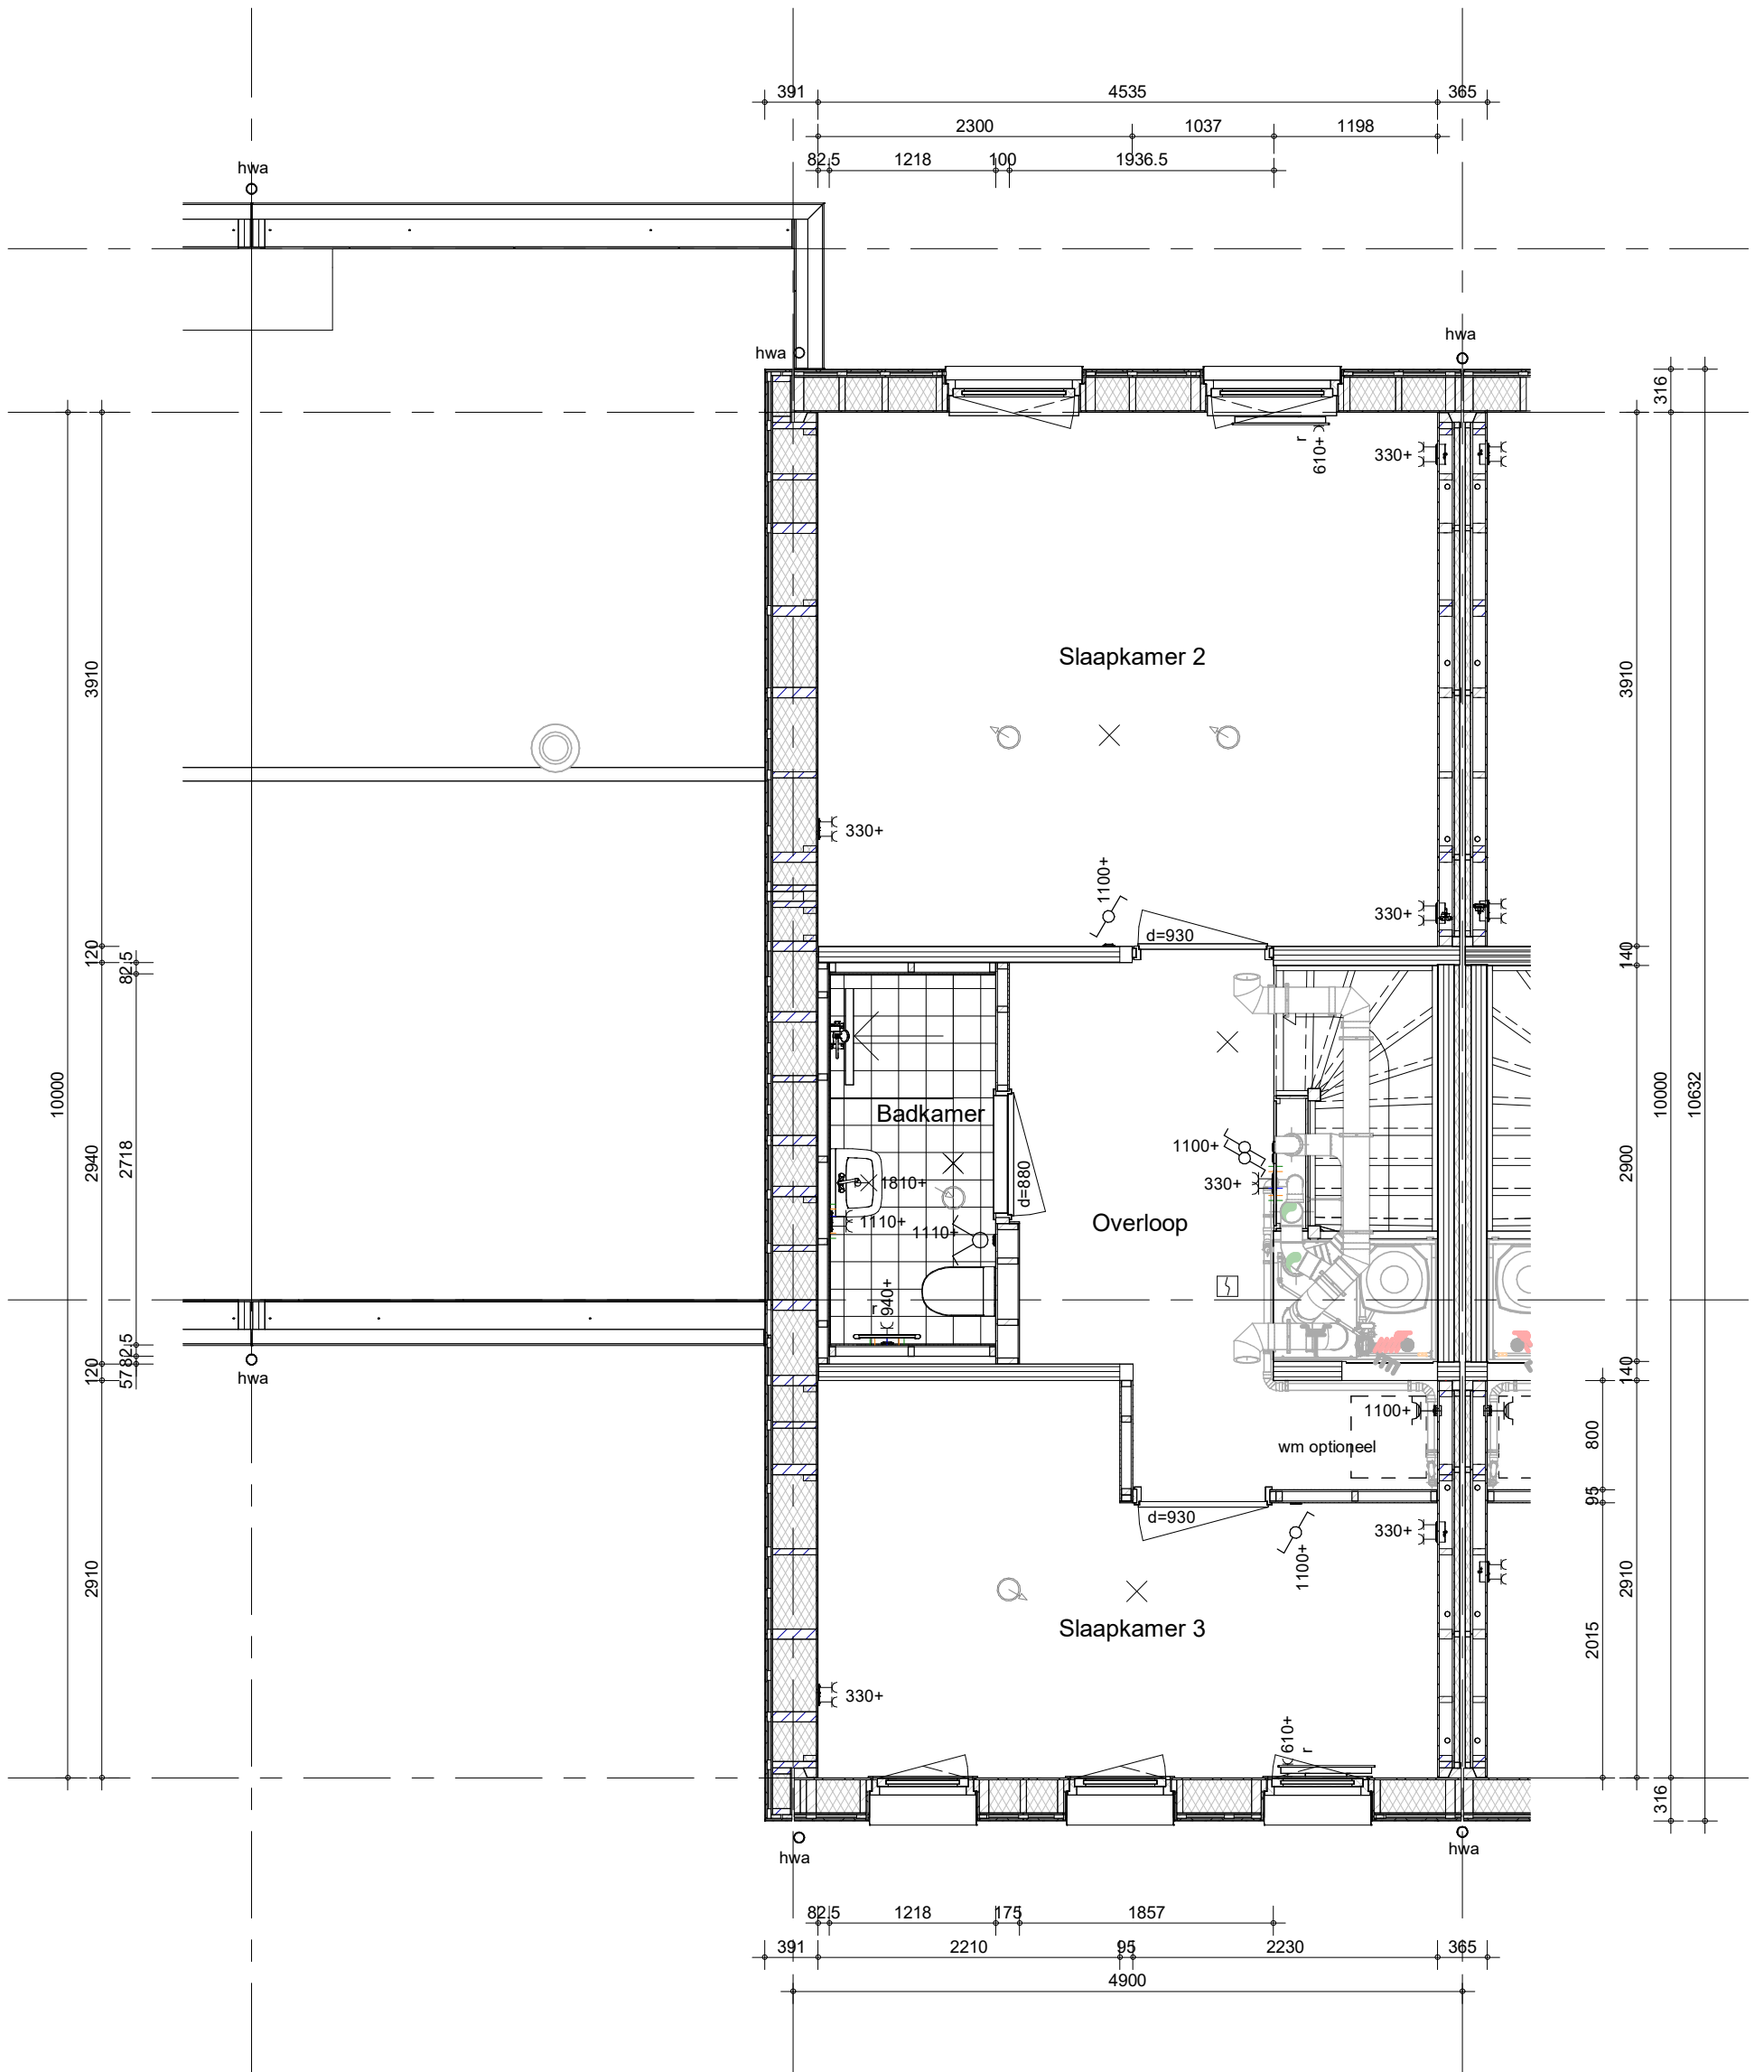 391 4535 365
2300 1037 1198
82.5 1218 100 1936.5
hwa
hwa
hwa
316
330+
r
610+
3910
3910
Slaapkamer 2
330+
1100+
330+
d=930
120
82.5
140
10000
2940
2718
Badkamer
1810+
1110+
1110+
d=880
Overloop
1100+
330+
2900
10000
10632
r
940+
82.5
57
120
hwa
140
1100+
wm optioneel
800
95
d=930
330+
1100+
2910
2910
2015
Slaapkamer 3
330+
610+
r
316
hwa
hwa
82.5 1218 175 1857
391 2210 95 2230 365
4900